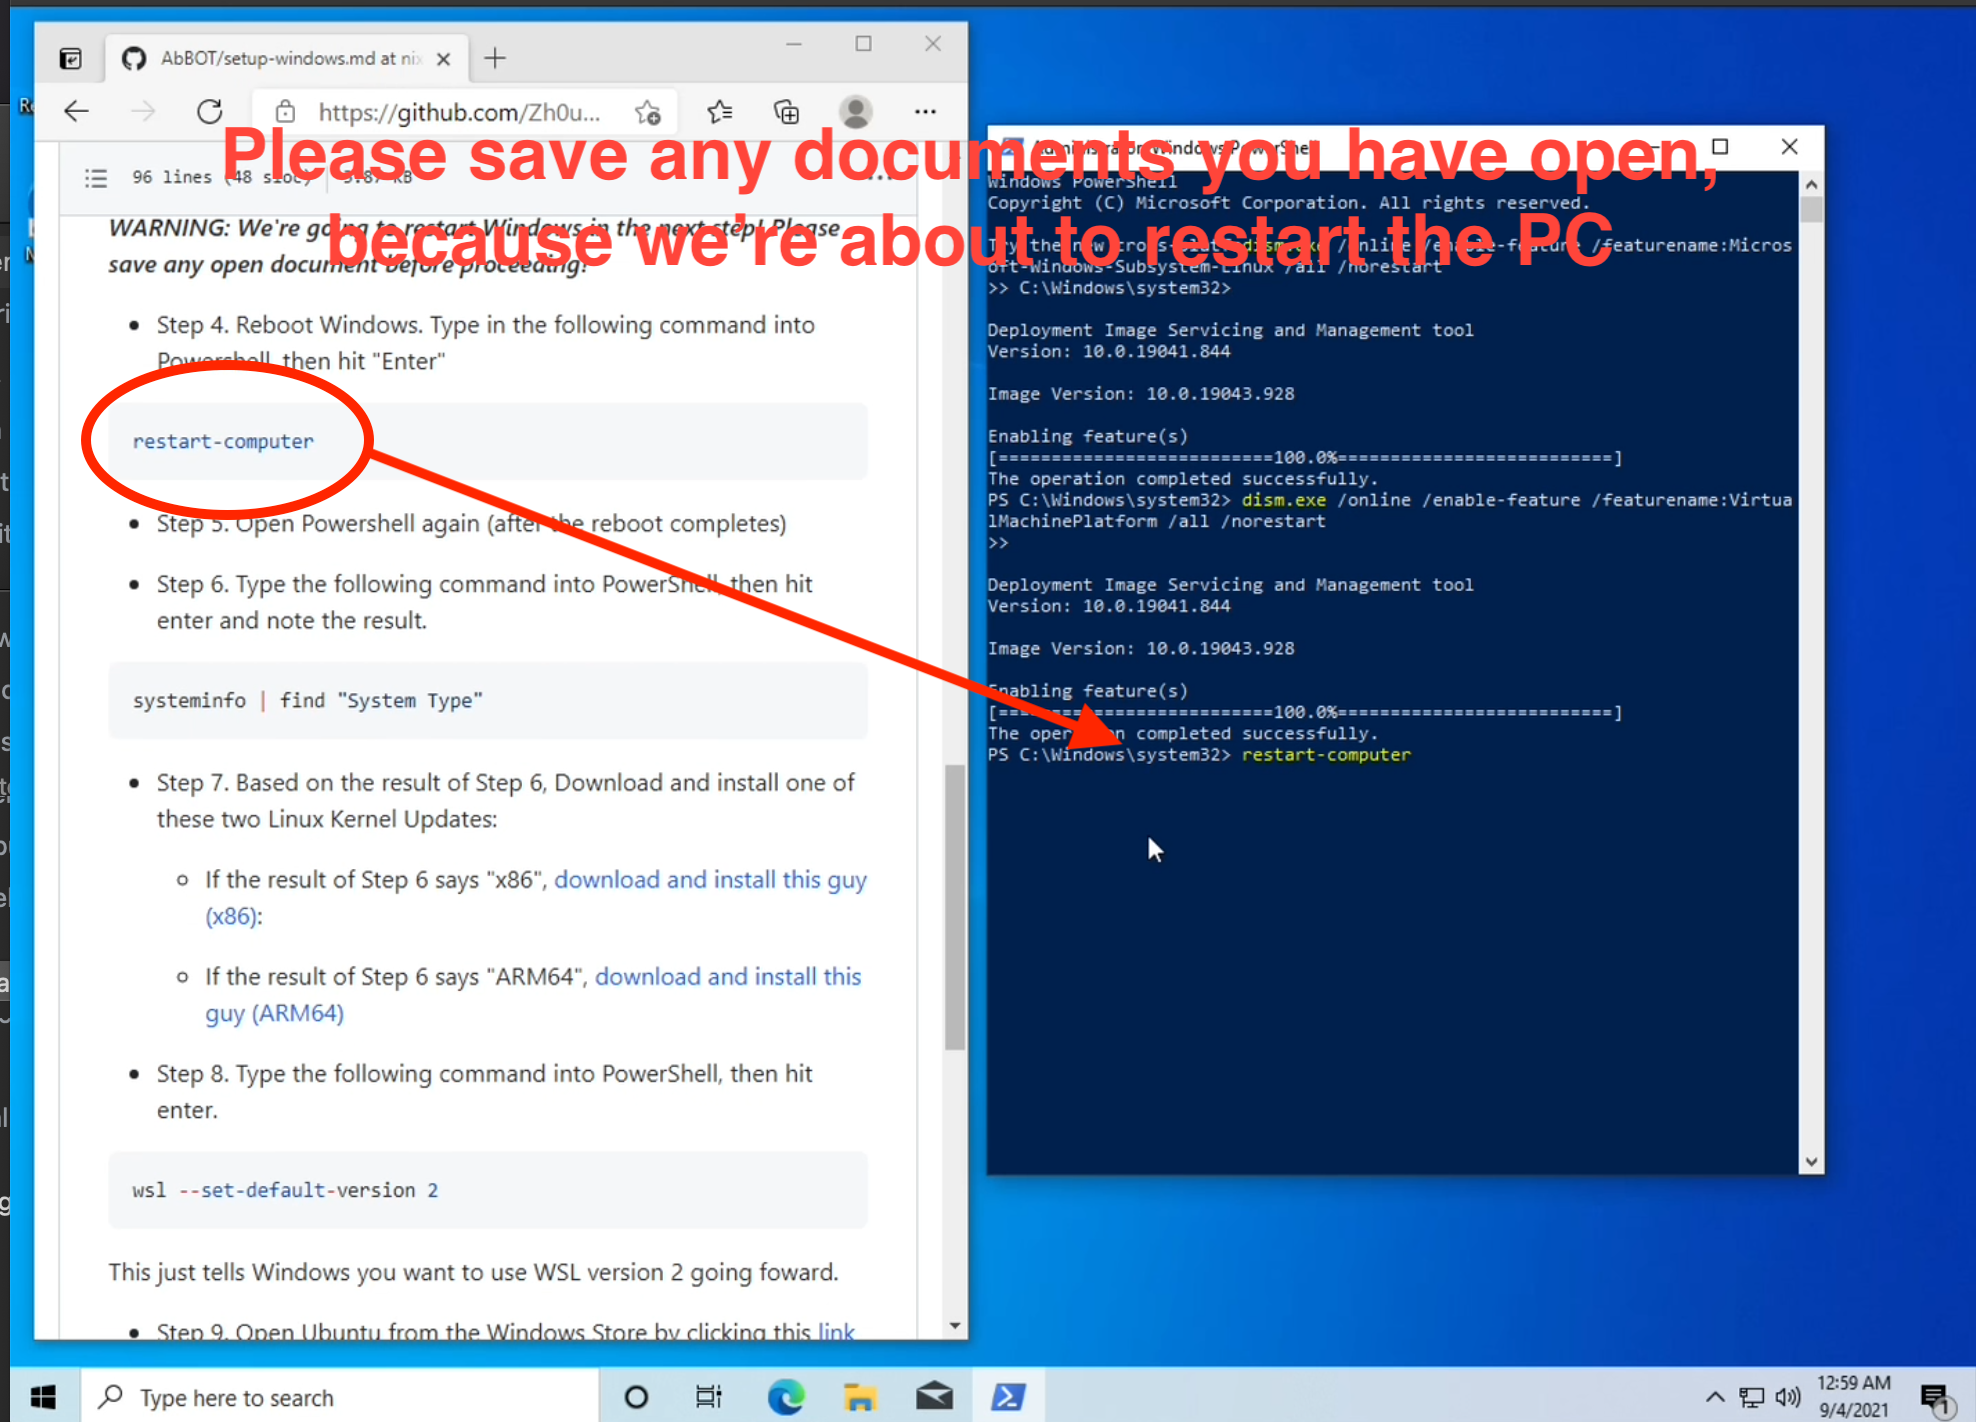 AbBOT/setup-windows.md at nix
https://github.com/Zh0u...
Please save any documents you have open,
because we're about to restart the PC
96 lines (48 sloc) 5.87 KB
WARNING: We're going to restart Windows in the next step! Please
save any open document before proceeding!
Step 4. Reboot Windows. Type in the following command into
Powershell, then hit "Enter"
restart-computer
Step 5. Open Powershell again (after the reboot completes)
Step 6. Type the following command into PowerShell, then hit
enter and note the result.
systeminfo | find "System Type"
Step 7. Based on the result of Step 6, Download and install one of
these two Linux Kernel Updates:
If the result of Step 6 says "x86", download and install this guy
(x86):
If the result of Step 6 says "ARM64", download and install this
guy (ARM64)
Step 8. Type the following command into PowerShell, then hit
enter.
wsl --set-default-version 2
This just tells Windows you want to use WSL version 2 going foward.
Step 9. Open Ubuntu from the Windows Store by clicking this link
Administrator: Windows PowerShell
Windows PowerShell
Copyright (C) Microsoft Corporation. All rights reserved.
Try the new cross-platf dism.exe /online /enable-feature /featurename:Micros
oft-Windows-Subsystem-Linux /all /norestart
>> C:\Windows\system32>
Deployment Image Servicing and Management tool
Version: 10.0.19041.844
Image Version: 10.0.19043.928
Enabling feature(s)
[==========================100.0%==========================]
The operation completed successfully.
PS C:\Windows\system32> dism.exe /online /enable-feature /featurename:Virtua
lMachinePlatform /all /norestart
>>
Deployment Image Servicing and Management tool
Version: 10.0.19041.844
Image Version: 10.0.19043.928
Enabling feature(s)
[==========================100.0%==========================]
The operation completed successfully.
PS C:\Windows\system32> restart-computer
Type here to search
12:59 AM
9/4/2021
1